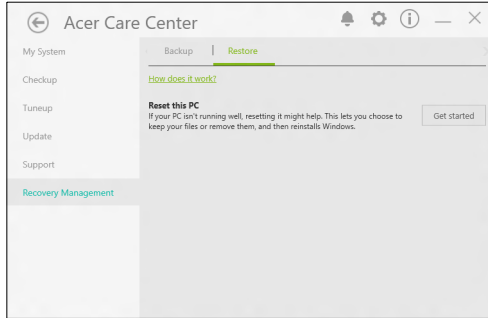 Acer Care Center
My System
Checkup
Tuneup
Update
Support
Recovery Management
Backup | Restore
How does it work?
Reset this PC
If your PC isn't running well, resetting it might help. This lets you choose to
keep your files or remove them, and then reinstalls Windows.
Get started